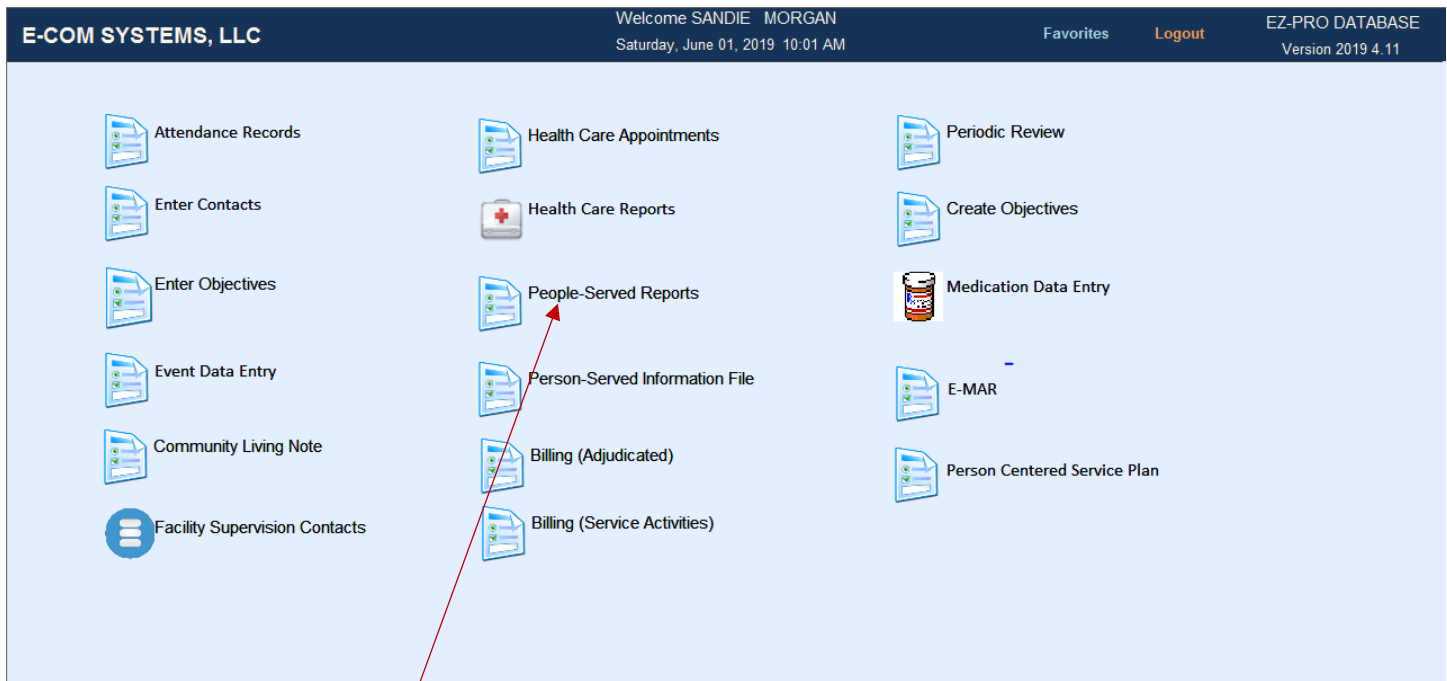 E-COM SYSTEMS, LLC
Welcome SANDIE MORGAN
Saturday, June 01, 2019 10:01 AM
Favorites
Logout
EZ-PRO DATABASE
Version 2019 4.11
Attendance Records
Health Care Appointments
Periodic Review
Enter Contacts
Health Care Reports
Create Objectives
Enter Objectives
People-Served Reports
Medication Data Entry
Event Data Entry
Person-Served Information File
E-MAR
Community Living Note
Billing (Adjudicated)
Person Centered Service Plan
Facility Supervision Contacts
Billing (Service Activities)